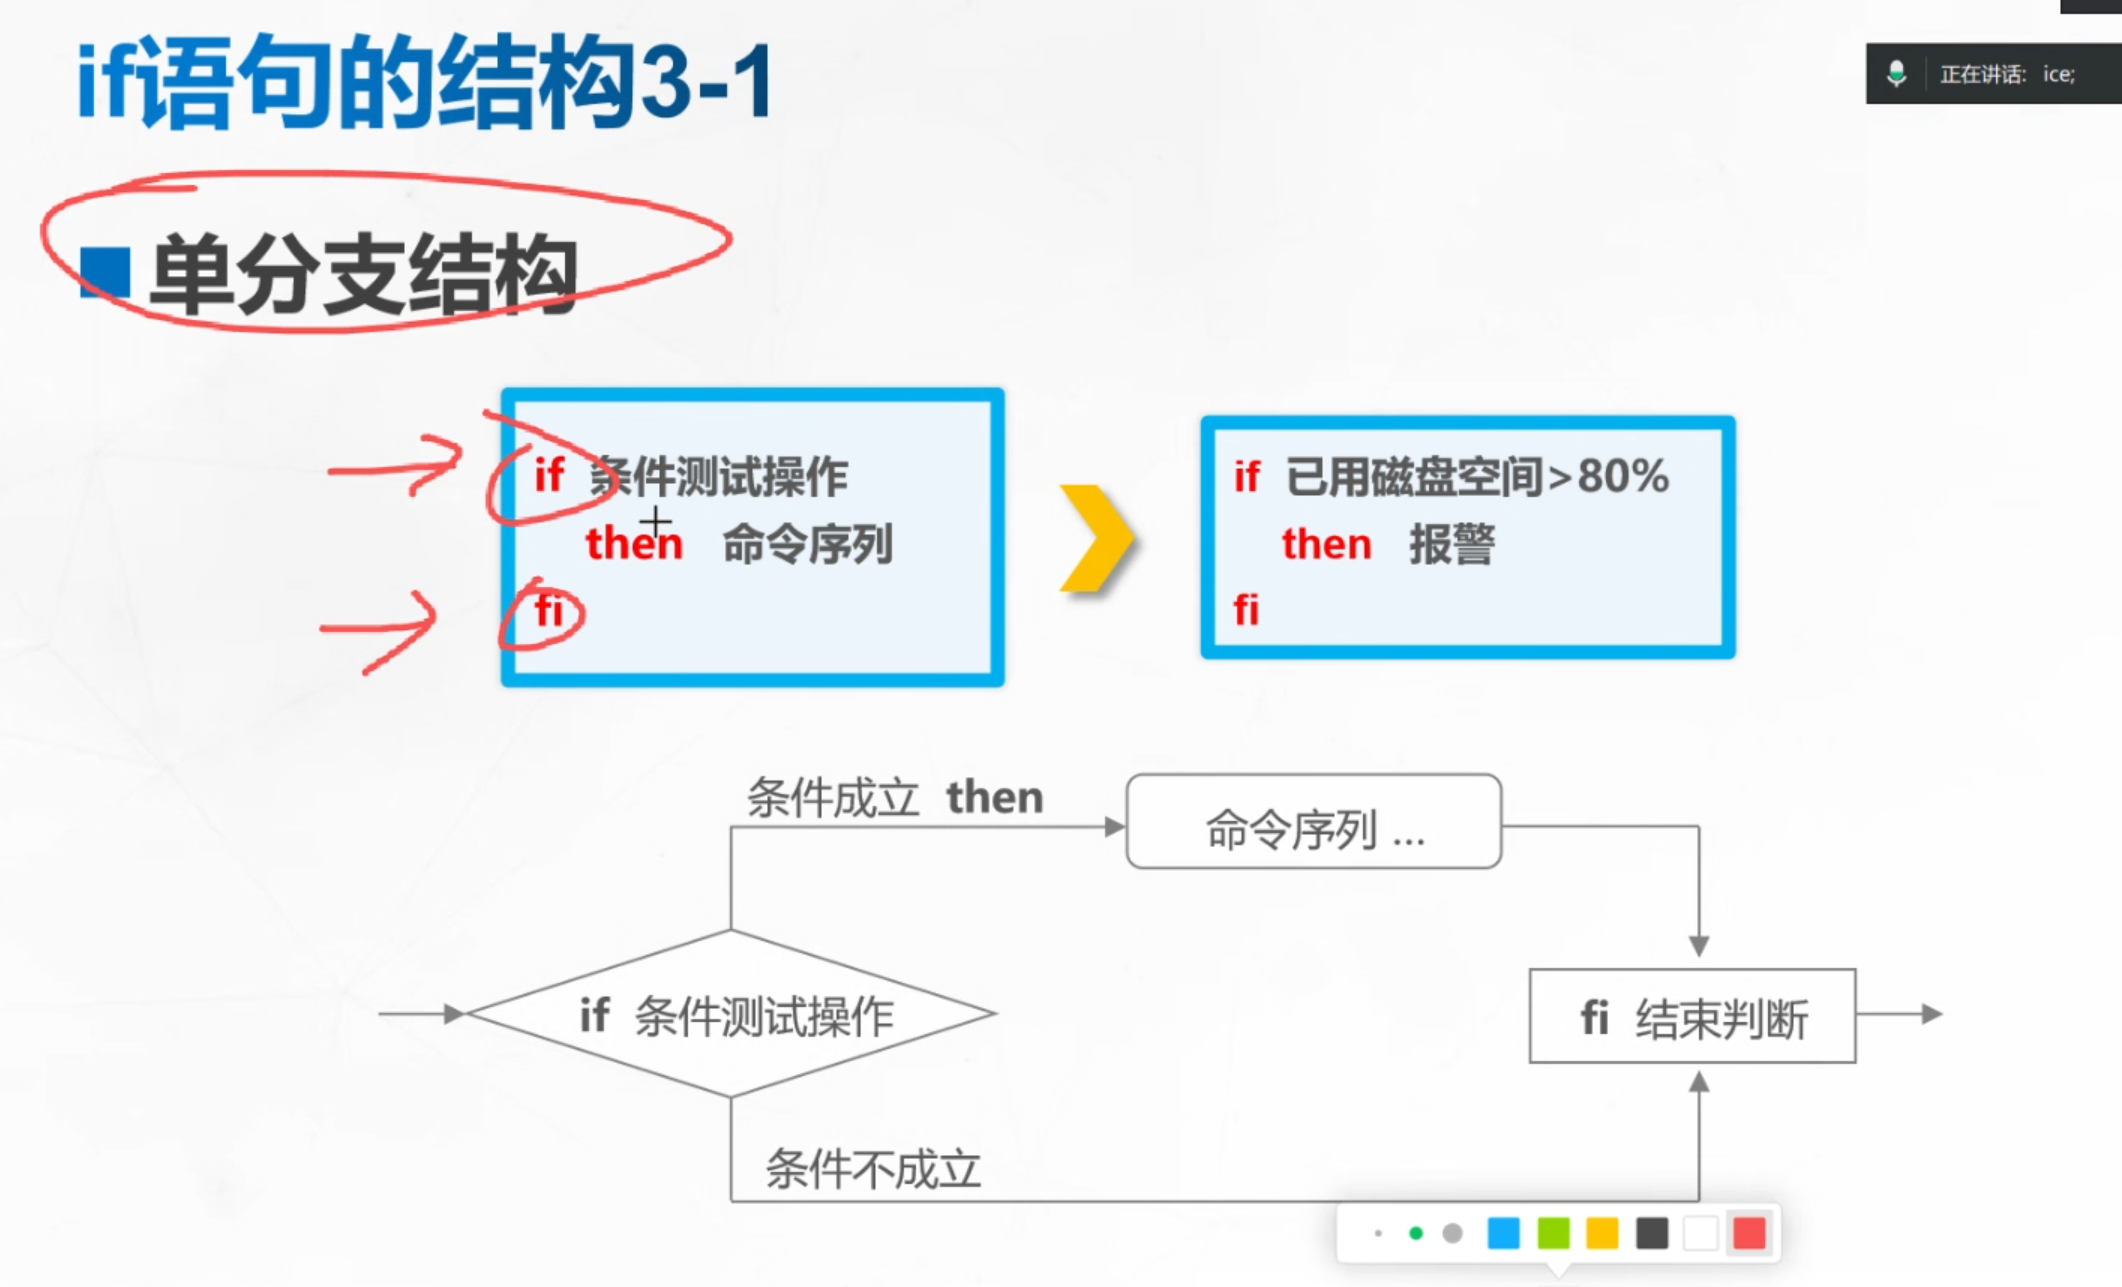 if语句的结构3-1
正在讲话: ice;
单分支结构
if 条件测试操作
then 命令序列
fi
if 已用磁盘空间>80%
then 报警
fi
条件成立 then
命令序列 ...
if 条件测试操作
fi 结束判断
条件不成立